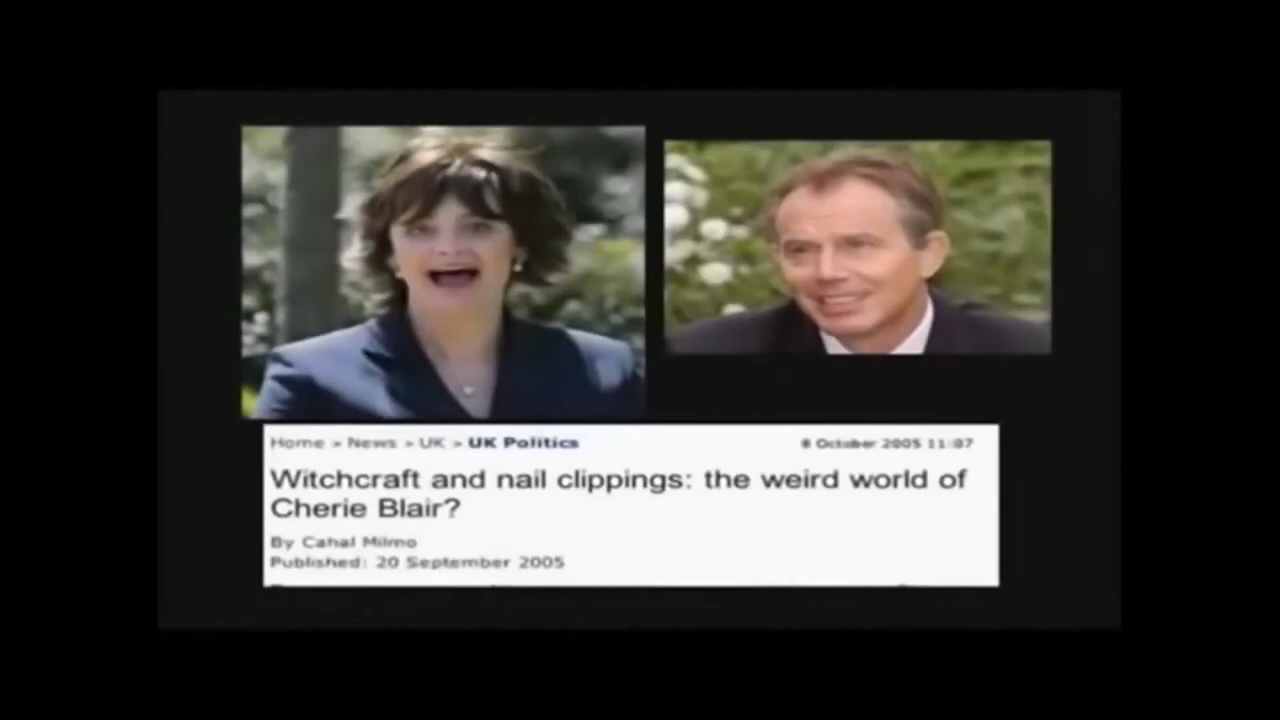 Home > News > UK > UK Politics 8 October 2005 11:07
Witchcraft and nail clippings: the weird world of
Cherie Blair?
By Cahal Milmo
Published: 20 September 2005